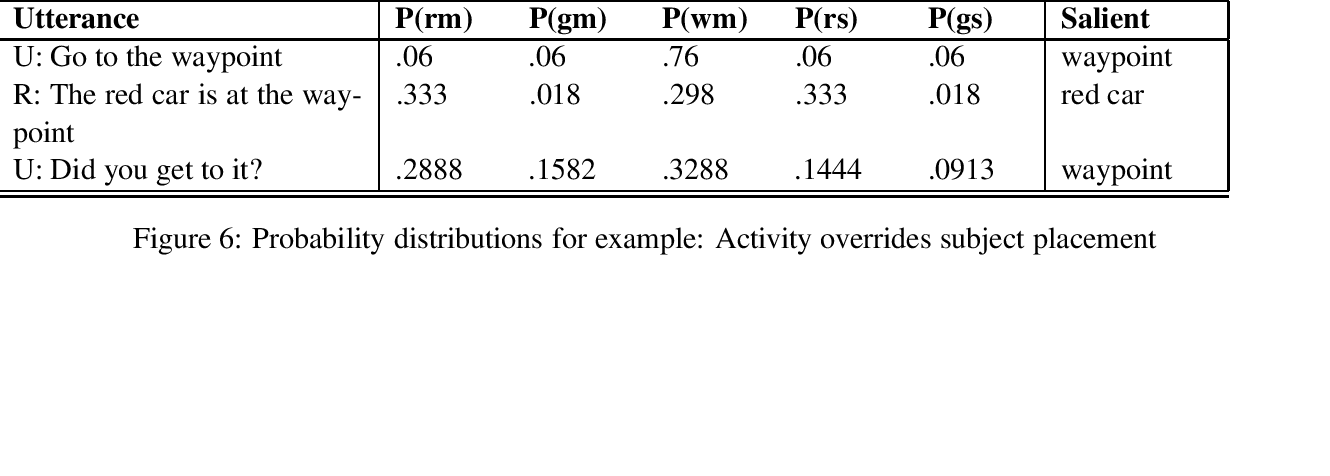 Utterance P(rm) P(gm) P(wm) P(rs) P(gs) Salient
U: Go to the waypoint .06 .06 .76 .06 .06 waypoint
R: The red car is at the way- .333 .018 .298 .333 .018 red car
point
U: Did you get to it? .2888 .1582 .3288 .1444 .0913 waypoint
Figure 6: Probability distributions for example: Activity overrides subject placement